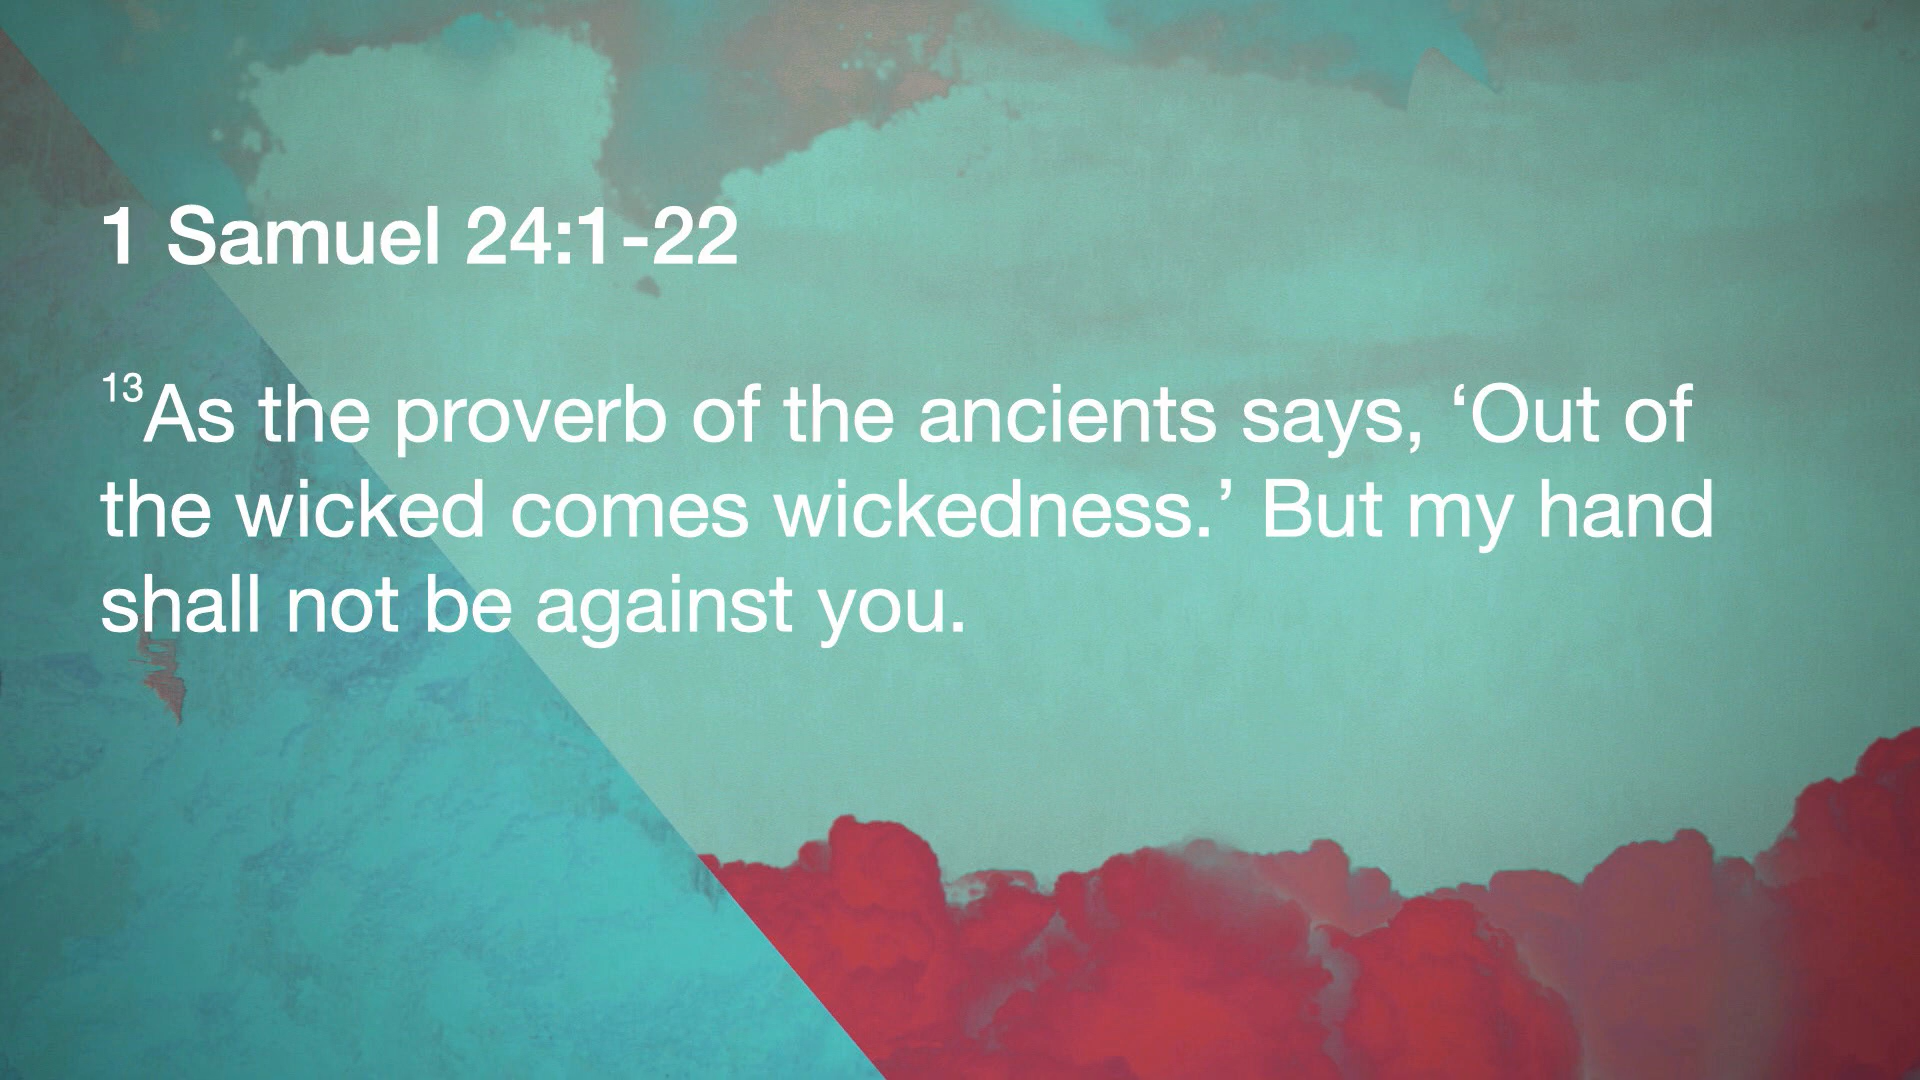 1 Samuel 24:1-22
13As the proverb of the ancients says, ‘Out of
the wicked comes wickedness.’ But my hand
shall not be against you.